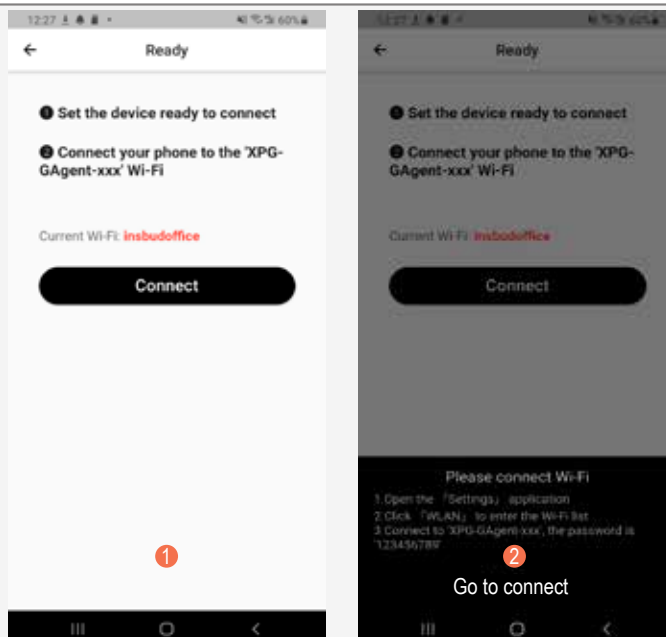 12:27
60%
Ready
❶ Set the device ready to connect
❷ Connect your phone to the 'XPG-
GAgent-xxx' Wi-Fi
Current Wi-Fi: insbudoffice
Connect
1
12:27
60%
Ready
❶ Set the device ready to connect
❷ Connect your phone to the 'XPG-
GAgent-xxx' Wi-Fi
Current Wi-Fi: insbudoffice
Connect
Please connect Wi-Fi
1.Open the「Settings」application
2.Click「WLAN」to enter the Wi-Fi list
3.Connect to 'XPG-GAgent-xxx', the password is
'123456789'
2
Go to connect